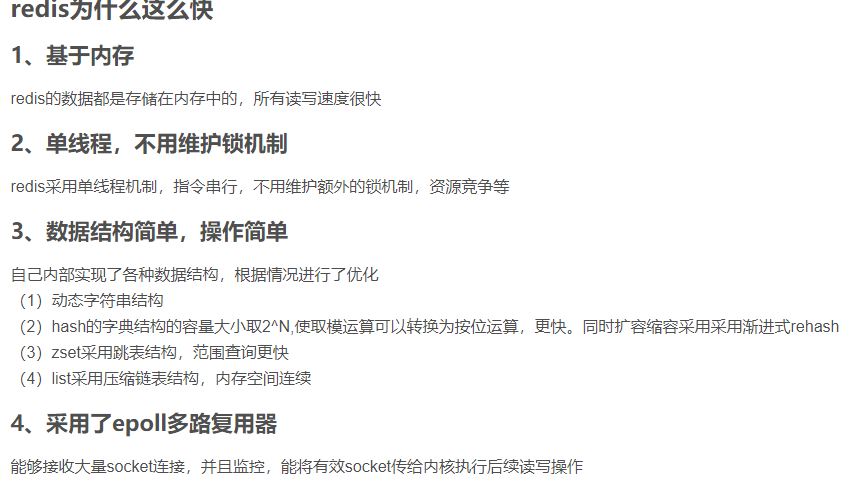 redis为什么这么快
1、基于内存
redis的数据都是存储在内存中的，所有读写速度很快
2、单线程，不用维护锁机制
redis采用单线程机制，指令串行，不用维护额外的锁机制，资源竞争等
3、数据结构简单，操作简单
自己内部实现了各种数据结构，根据情况进行了优化
（1）动态字符串结构
（2）hash的字典结构的容量大小取2^N,使取模运算可以转换为按位运算，更快。同时扩容缩容采用采用渐进式rehash
（3）zset采用跳表结构，范围查询更快
（4）list采用压缩链表结构，内存空间连续
4、采用了epoll多路复用器
能够接收大量socket连接，并且监控，能将有效socket传给内核执行后续读写操作